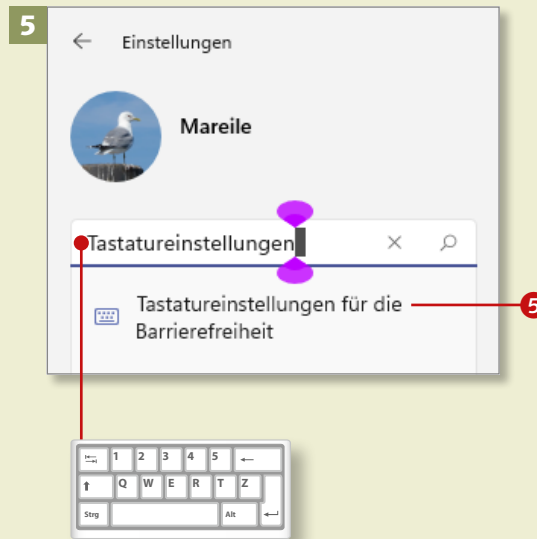 5
Einstellungen
Mareile
Tastatureinstellungen
Tastatureinstellungen für die
Barrierefreiheit
5
1 2 3 4 5
Q W E R T Z
Strg Alt